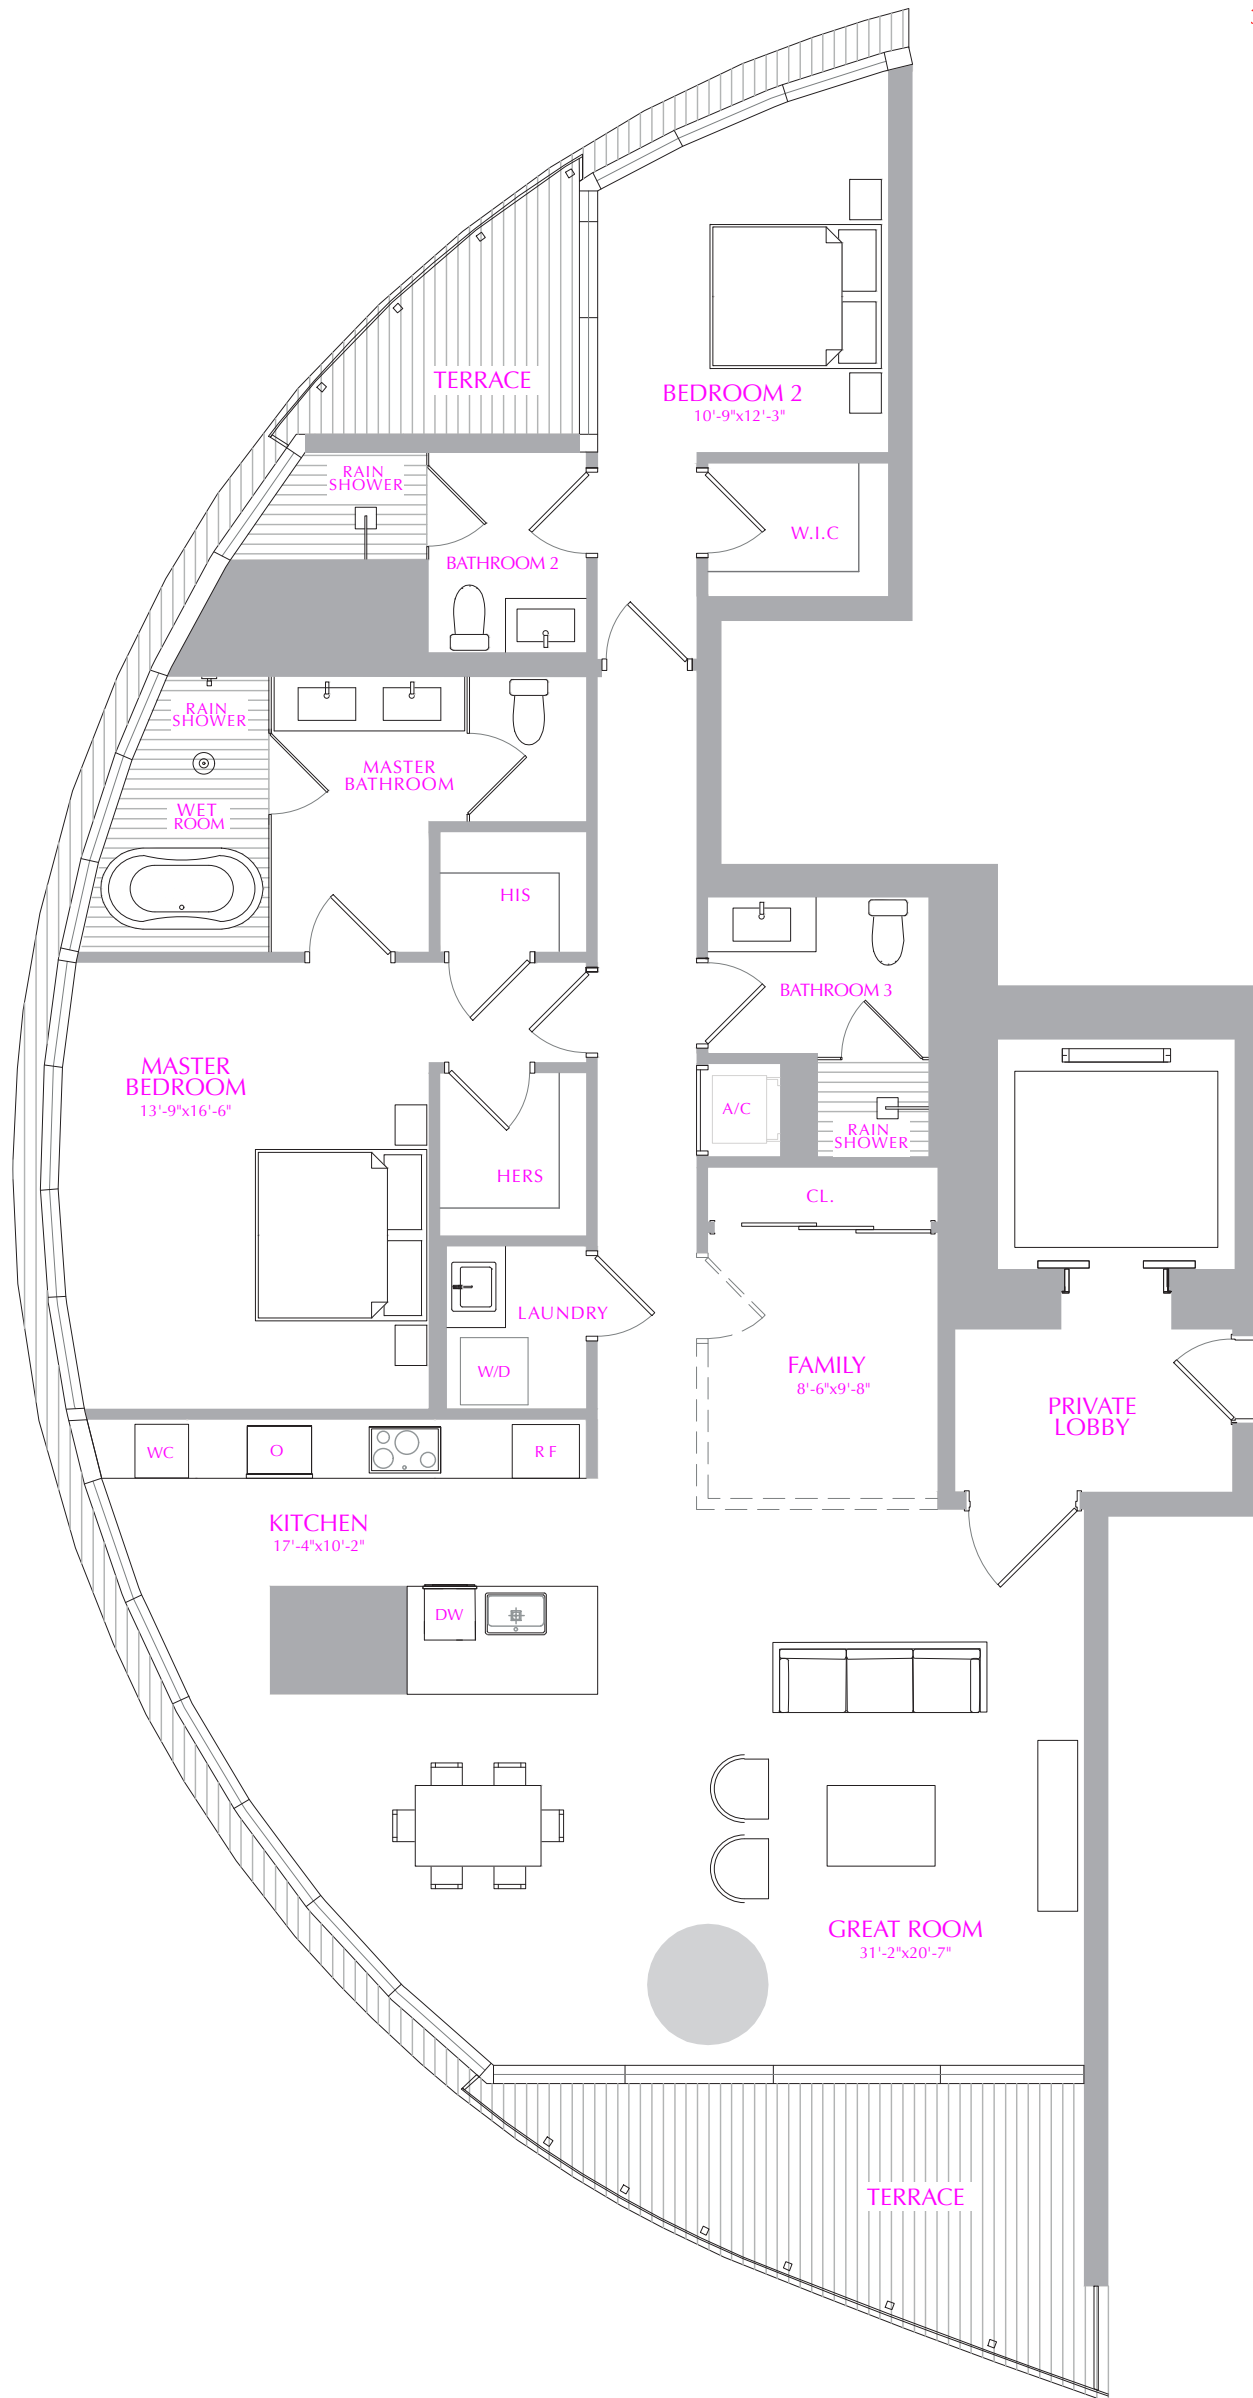 TERRACE
BEDROOM 2
10'-9"x12'-3"
RAIN
SHOWER
W.I.C
BATHROOM 2
RAIN
SHOWER
MASTER
BATHROOM
WET
ROOM
HIS
BATHROOM 3
MASTER
BEDROOM
13'-9"x16'-6"
A/C
RAIN
SHOWER
HERS
CL.
LAUNDRY
W/D
FAMILY
8'-6"x9'-8"
PRIVATE
LOBBY
WC
O
RF
KITCHEN
17'-4"x10'-2"
DW
GREAT ROOM
31'-2"x20'-7"
TERRACE